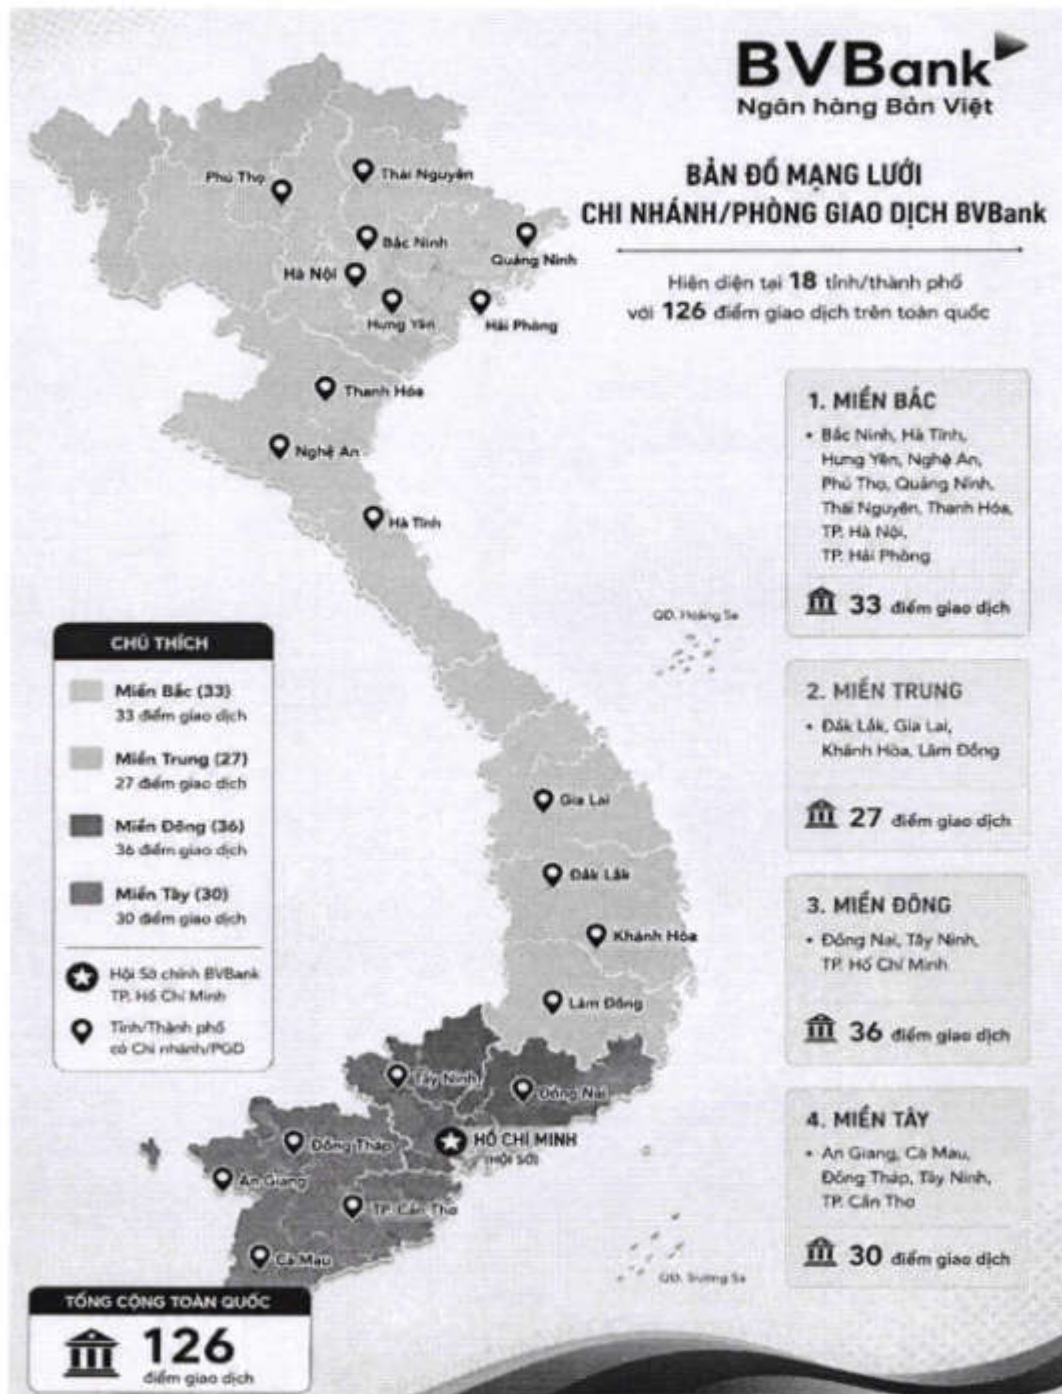 BVBank
Ngân hàng Bản Việt
BẢN ĐỒ MẠNG LƯỚI
CHI NHÁNH/PHÒNG GIAO DỊCH BVBank
Hiện diện tại 18 tỉnh/thành phố
với 126 điểm giao dịch trên toàn quốc
Phú Thọ
Thái Nguyên
Bắc Ninh
Quảng Ninh
Hà Nội
Hưng Yên
Hải Phòng
Thanh Hóa
Nghệ An
Hà Tĩnh
QĐ. Hoàng Sa
Gia Lai
Đắk Lắk
Khánh Hòa
Lâm Đồng
Tây Ninh
Đồng Nai
HỒ CHÍ MINH
(HỘI SỞ)
Đồng Tháp
An Giang
TP. Cần Thơ
Cà Mau
QĐ. Trường Sa
1. MIỀN BẮC
• Bắc Ninh, Hà Tĩnh,
Hưng Yên, Nghệ An,
Phú Thọ, Quảng Ninh,
Thái Nguyên, Thanh Hóa,
TP. Hà Nội,
TP. Hải Phòng
33 điểm giao dịch
2. MIỀN TRUNG
• Đắk Lắk, Gia Lai,
Khánh Hòa, Lâm Đồng
27 điểm giao dịch
3. MIỀN ĐÔNG
• Đồng Nai, Tây Ninh,
TP. Hồ Chí Minh
36 điểm giao dịch
4. MIỀN TÂY
• An Giang, Cà Mau,
Đồng Tháp, Tây Ninh,
TP. Cần Thơ
30 điểm giao dịch
CHÚ THÍCH
Miền Bắc (33)
33 điểm giao dịch
Miền Trung (27)
27 điểm giao dịch
Miền Đông (36)
36 điểm giao dịch
Miền Tây (30)
30 điểm giao dịch
Hội Sở chính BVBank
TP. Hồ Chí Minh
Tỉnh/Thành phố
có Chi nhánh/PGD
TỔNG CỘNG TOÀN QUỐC
126
điểm giao dịch